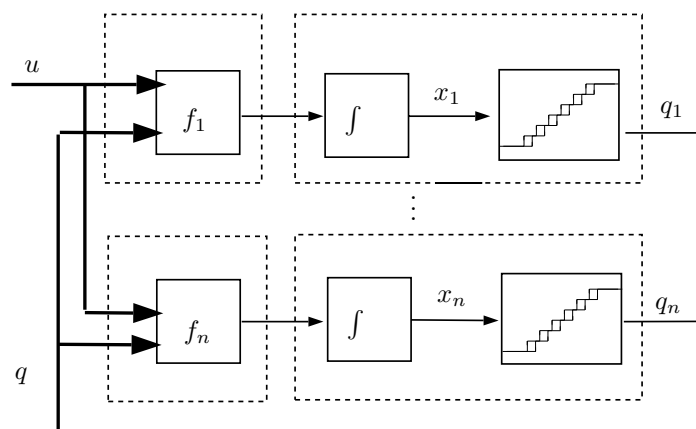 u
f₁
∫
x₁
q₁
⋮
fₙ
∫
xₙ
qₙ
q